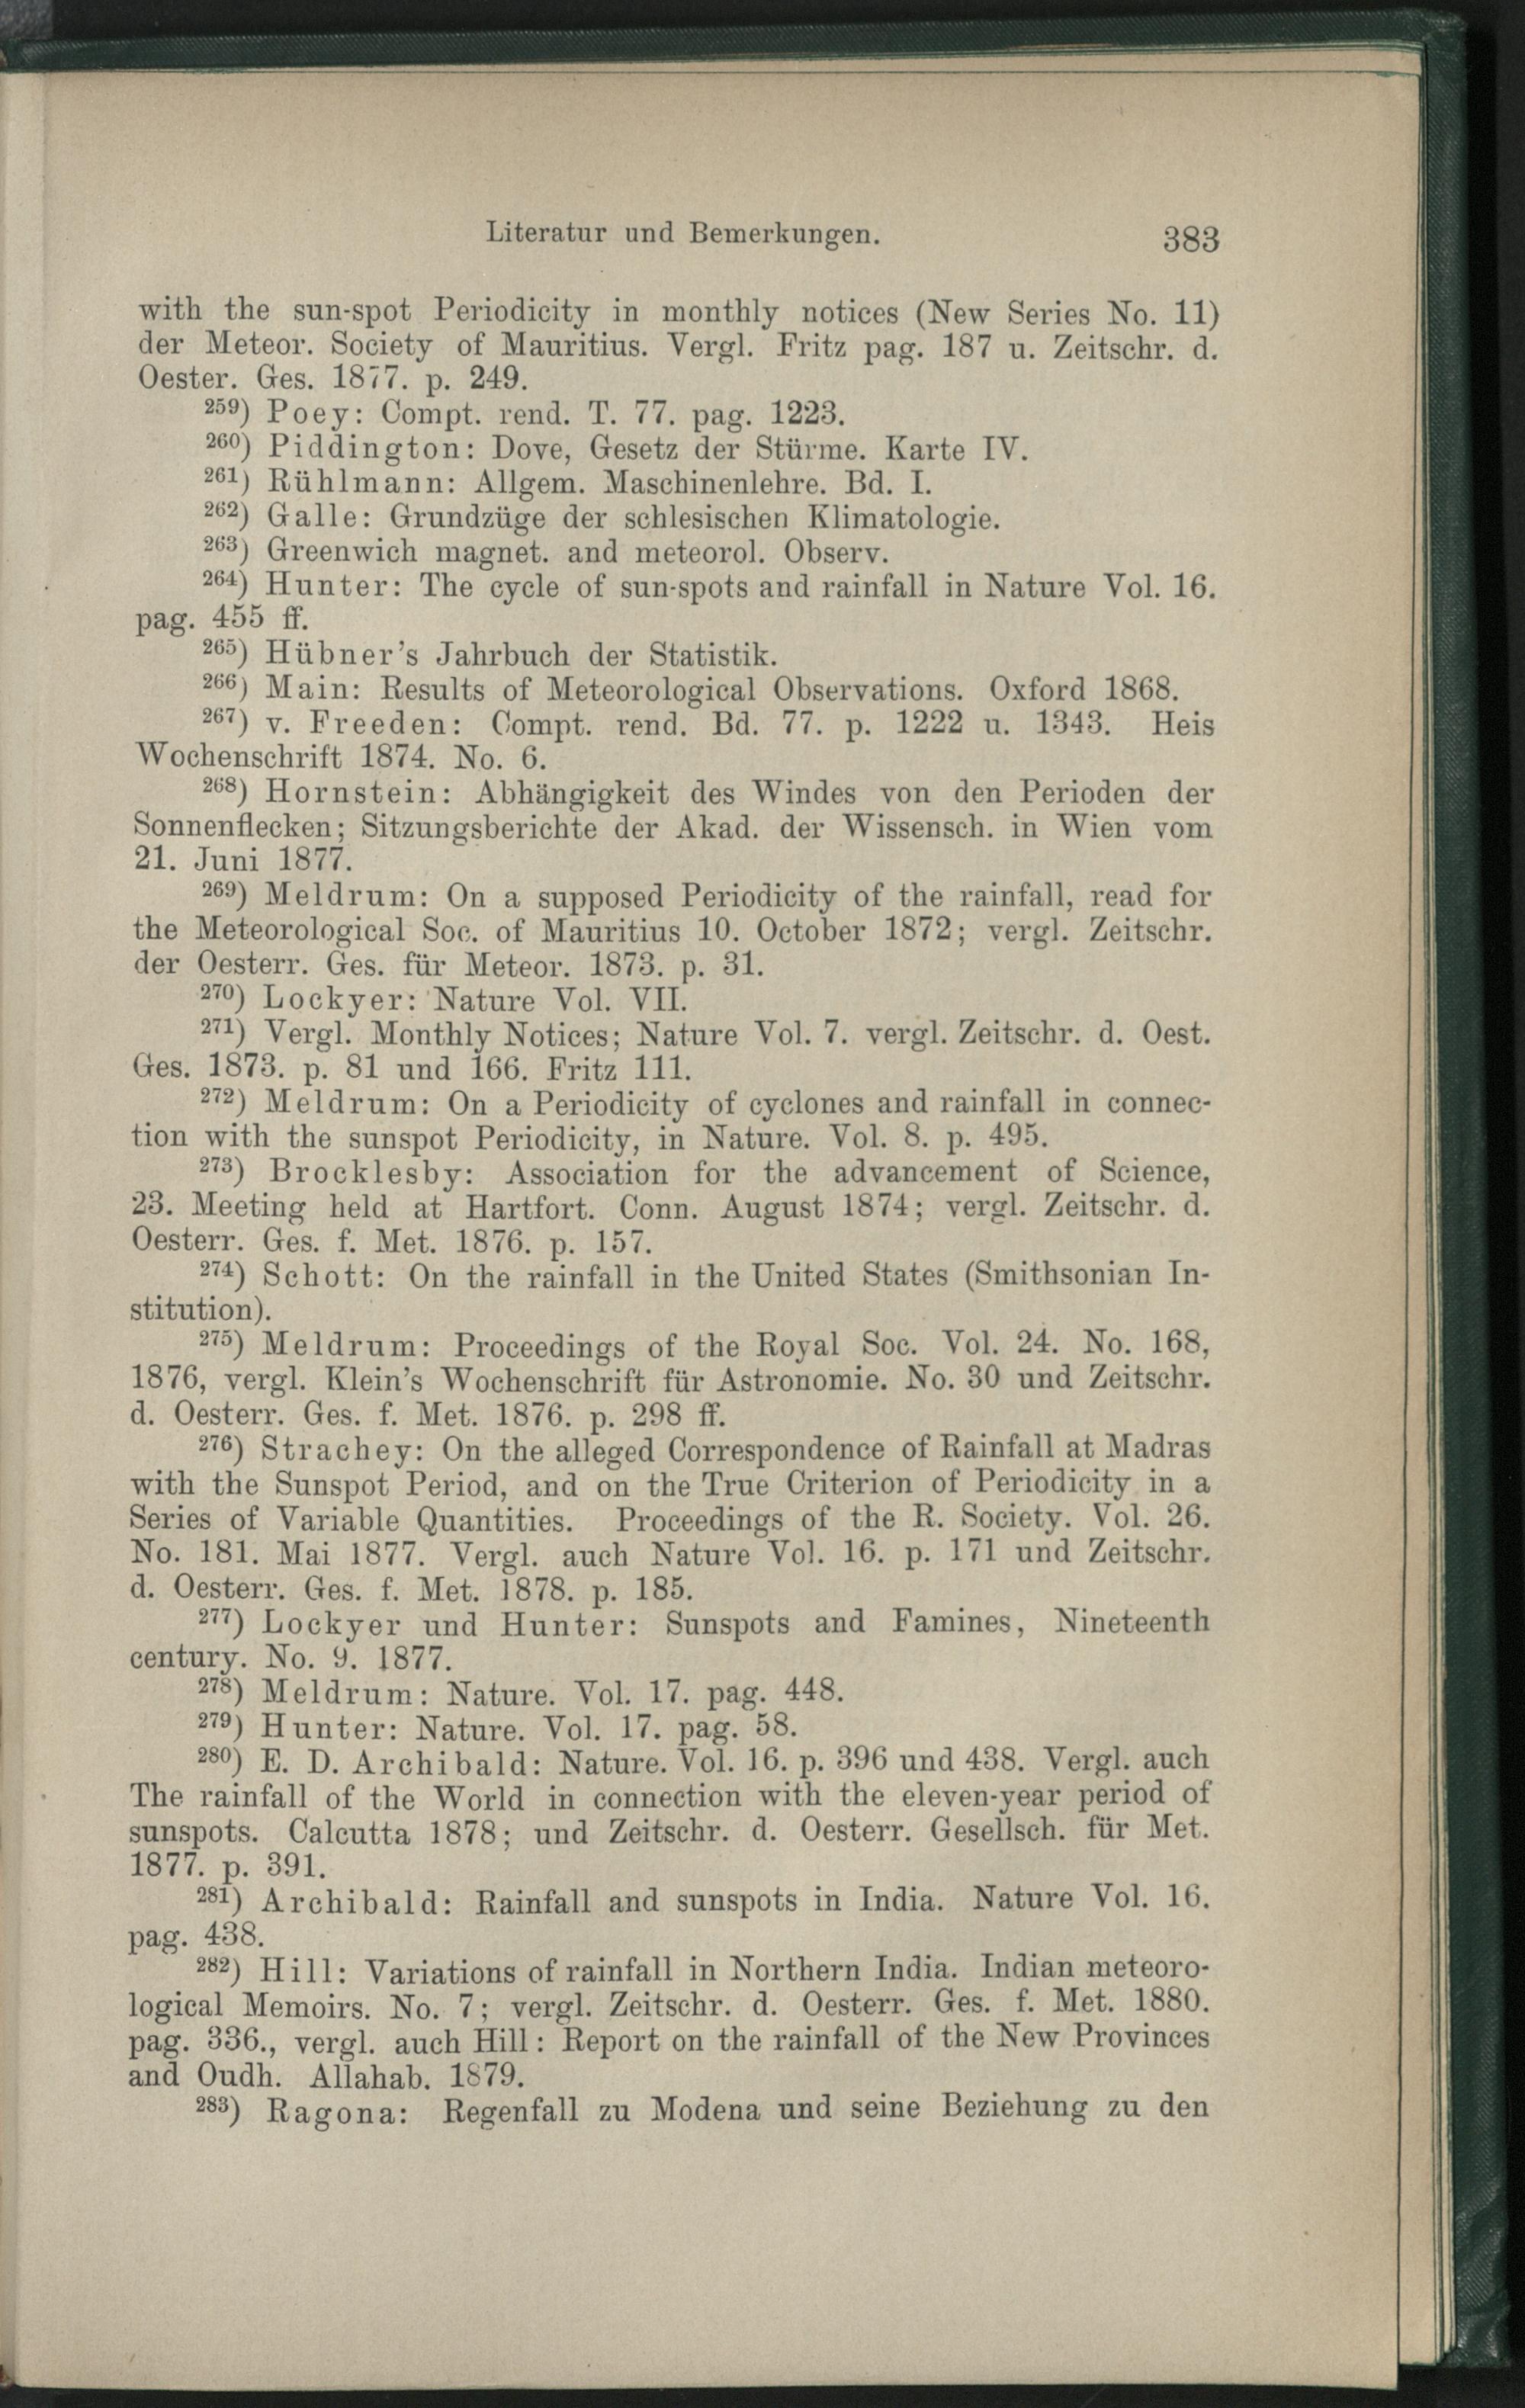 Literatur und Bemerkungen. 383
with the sun-spot Periodicity in monthly notices (New Series No. 11)
der Meteor. Society of Mauritius. Vergl. Fritz pag. 187 u. Zeitschr. d.
Oester. Ges. 1877. p. 249.
259) Poey: Compt. rend. T. 77. pag. 1223.
260) Piddington: Dove, Gesetz der Stürme. Karte IV.
261) Rühlmann: Allgem. Maschinenlehre. Bd. I.
262) Galle: Grundzüge der schlesischen Klimatologie.
263) Greenwich magnet. and meteorol. Observ.
264) Hunter: The cycle of sun-spots and rainfall in Nature Vol. 16.
pag. 455 ff.
265) Hübner's Jahrbuch der Statistik.
266) Main: Results of Meteorological Observations. Oxford 1868.
267) v. Freeden: Compt. rend. Bd. 77. p. 1222 u. 1343. Heis
Wochenschrift 1874. No. 6.
268) Hornstein: Abhängigkeit des Windes von den Perioden der
Sonnenflecken; Sitzungsberichte der Akad. der Wissensch. in Wien vom
21. Juni 1877.
269) Meldrum: On a supposed Periodicity of the rainfall, read for
the Meteorological Soc. of Mauritius 10. October 1872; vergl. Zeitschr.
der Oesterr. Ges. für Meteor. 1873. p. 31.
270) Lockyer: Nature Vol. VII.
271) Vergl. Monthly Notices; Nature Vol. 7. vergl. Zeitschr. d. Oest.
Ges. 1873. p. 81 und 166. Fritz 111.
272) Meldrum: On a Periodicity of cyclones and rainfall in connec-
tion with the sunspot Periodicity, in Nature. Vol. 8. p. 495.
273) Brocklesby: Association for the advancement of Science,
23. Meeting held at Hartfort. Conn. August 1874; vergl. Zeitschr. d.
Oesterr. Ges. f. Met. 1876. p. 157.
274) Schott: On the rainfall in the United States (Smithsonian In-
stitution).
275) Meldrum: Proceedings of the Royal Soc. Vol. 24. No. 168,
1876, vergl. Klein's Wochenschrift für Astronomie. No. 30 und Zeitschr.
d. Oesterr. Ges. f. Met. 1876. p. 298 ff.
276) Strachey: On the alleged Correspondence of Rainfall at Madras
with the Sunspot Period, and on the True Criterion of Periodicity in a
Series of Variable Quantities. Proceedings of the R. Society. Vol. 26.
No. 181. Mai 1877. Vergl. auch Nature Vol. 16. p. 171 und Zeitschr.
d. Oesterr. Ges. f. Met. 1878. p. 185.
277) Lockyer und Hunter: Sunspots and Famines, Nineteenth
century. No. 9. 1877.
278) Meldrum: Nature. Vol. 17. pag. 448.
279) Hunter: Nature. Vol. 17. pag. 58.
280) E. D. Archibald: Nature. Vol. 16. p. 396 und 438. Vergl. auch
The rainfall of the World in connection with the eleven-year period of
sunspots. Calcutta 1878; und Zeitschr. d. Oesterr. Gesellsch. für Met.
1877. p. 391.
281) Archibald: Rainfall and sunspots in India. Nature Vol. 16.
pag. 438.
282) Hill: Variations of rainfall in Northern India. Indian meteoro-
logical Memoirs. No. 7; vergl. Zeitschr. d. Oesterr. Ges. f. Met. 1880.
pag. 336., vergl. auch Hill: Report on the rainfall of the New Provinces
and Oudh. Allahab. 1879.
283) Ragona: Regenfall zu Modena und seine Beziehung zu den